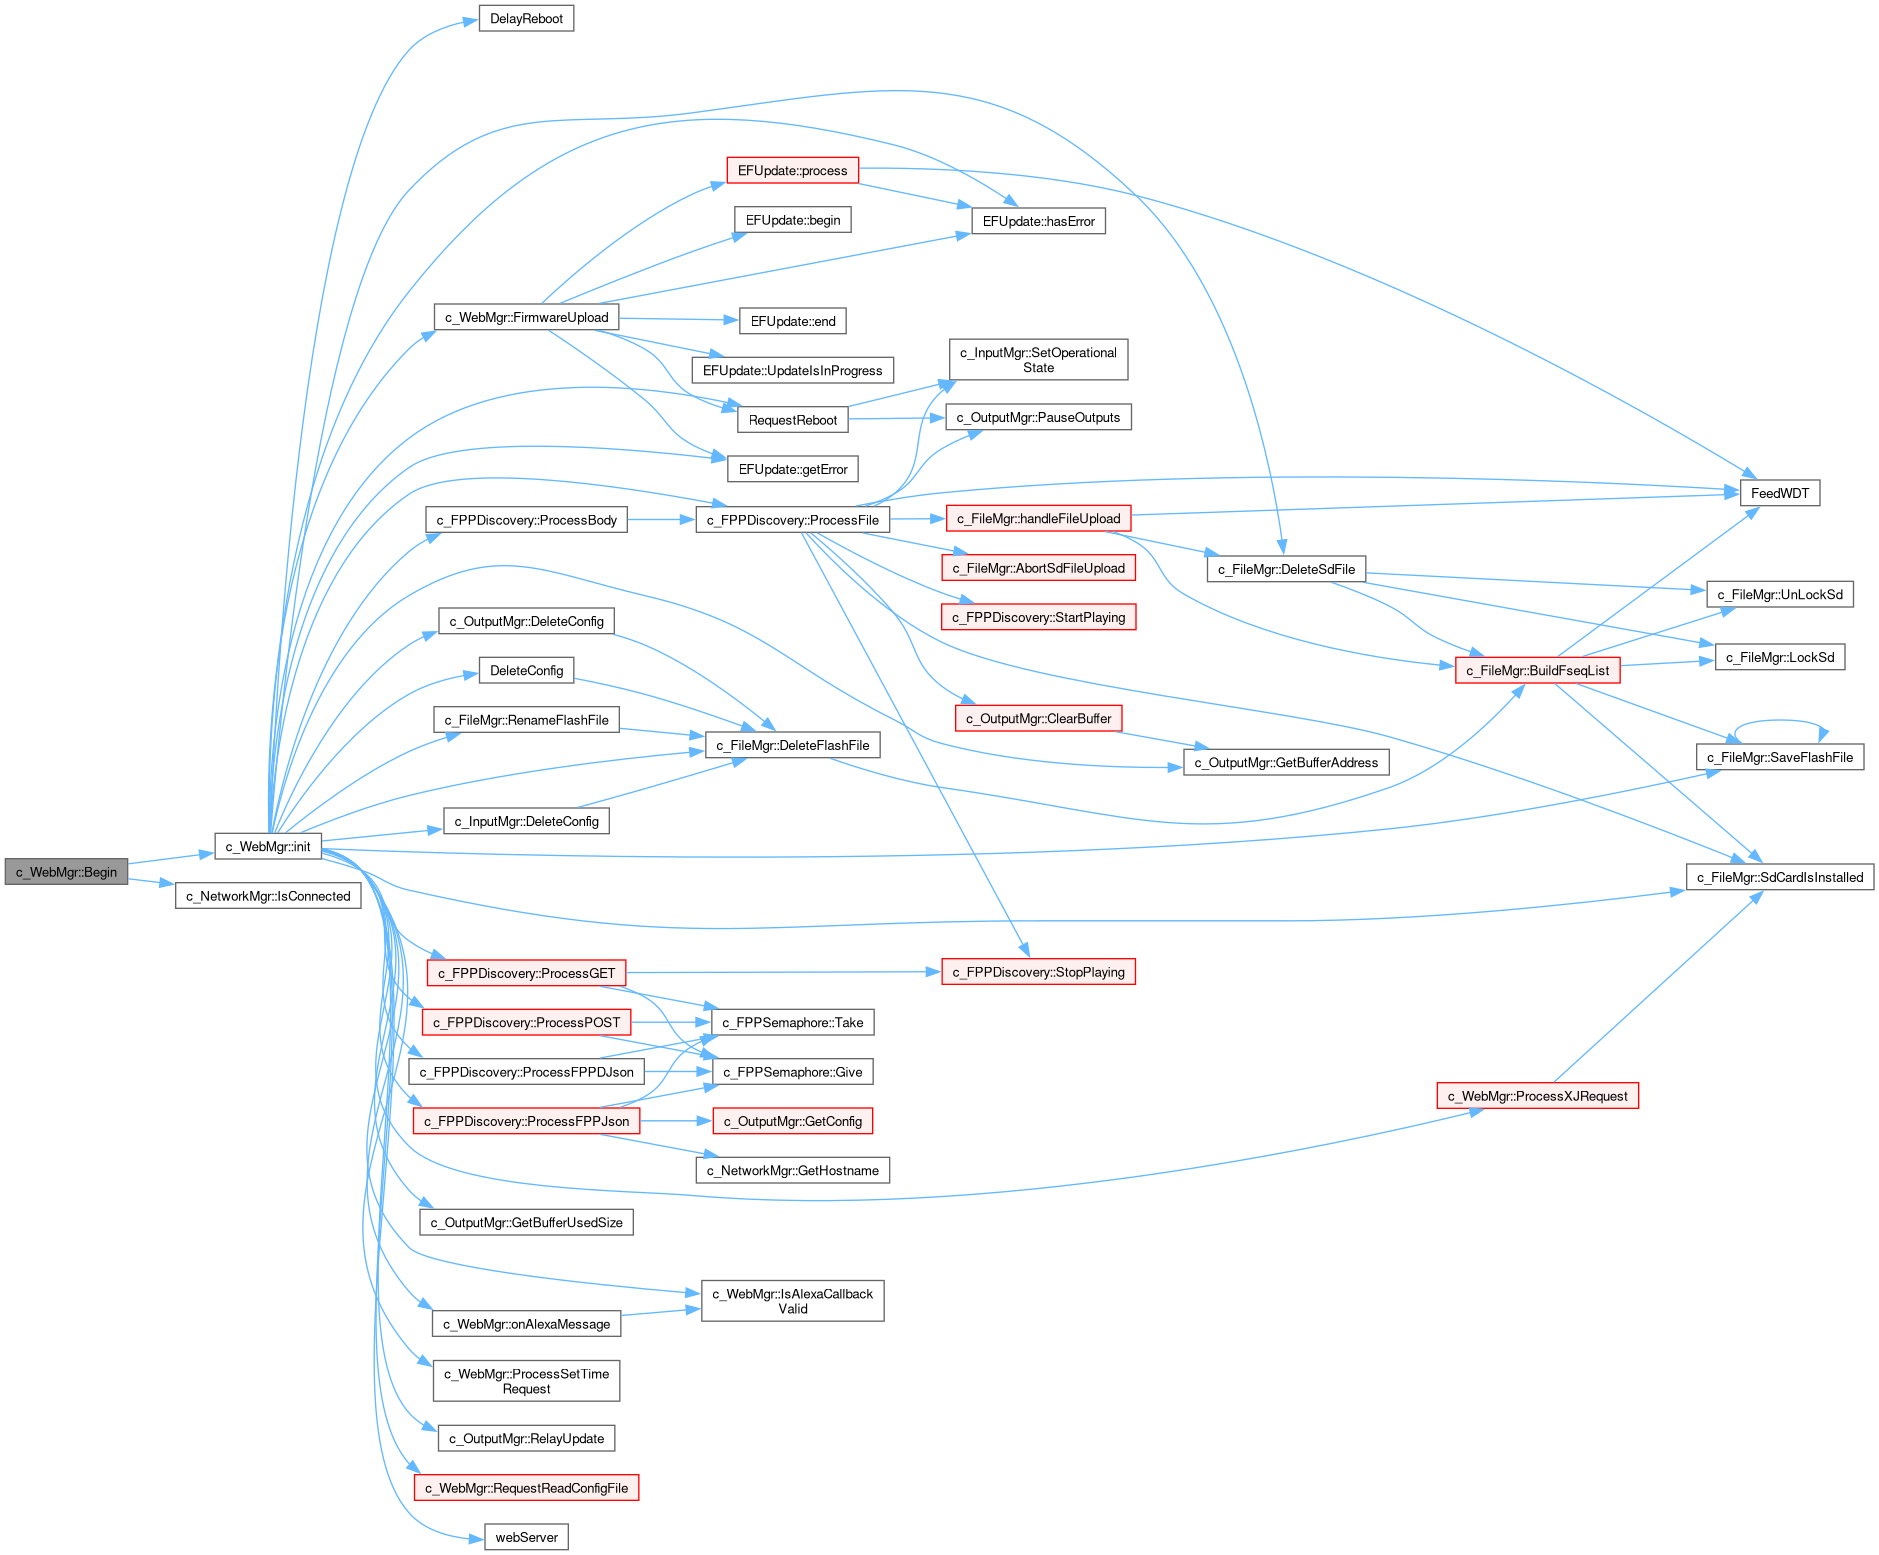 DelayReboot
EFUpdate::process
EFUpdate::begin
EFUpdate::hasError
c_WebMgr::FirmwareUpload
EFUpdate::end
c_InputMgr::SetOperational
State
EFUpdate::UpdateIsInProgress
RequestReboot
c_OutputMgr::PauseOutputs
EFUpdate::getError
FeedWDT
c_FPPDiscovery::ProcessBody
c_FPPDiscovery::ProcessFile
c_FileMgr::handleFileUpload
c_FileMgr::AbortSdFileUpload
c_FileMgr::DeleteSdFile
c_FileMgr::UnLockSd
c_OutputMgr::DeleteConfig
c_FPPDiscovery::StartPlaying
DeleteConfig
c_FileMgr::BuildFseqList
c_FileMgr::LockSd
c_FileMgr::RenameFlashFile
c_OutputMgr::ClearBuffer
c_FileMgr::DeleteFlashFile
c_OutputMgr::GetBufferAddress
c_FileMgr::SaveFlashFile
c_InputMgr::DeleteConfig
c_WebMgr::init
c_WebMgr::Begin
c_NetworkMgr::IsConnected
c_FileMgr::SdCardIsInstalled
c_FPPDiscovery::ProcessGET
c_FPPDiscovery::StopPlaying
c_FPPDiscovery::ProcessPOST
c_FPPSemaphore::Take
c_FPPDiscovery::ProcessFPPDJson
c_FPPSemaphore::Give
c_WebMgr::ProcessXJRequest
c_FPPDiscovery::ProcessFPPJson
c_OutputMgr::GetConfig
c_NetworkMgr::GetHostname
c_OutputMgr::GetBufferUsedSize
c_WebMgr::IsAlexaCallback
Valid
c_WebMgr::onAlexaMessage
c_WebMgr::ProcessSetTime
Request
c_OutputMgr::RelayUpdate
c_WebMgr::RequestReadConfigFile
webServer